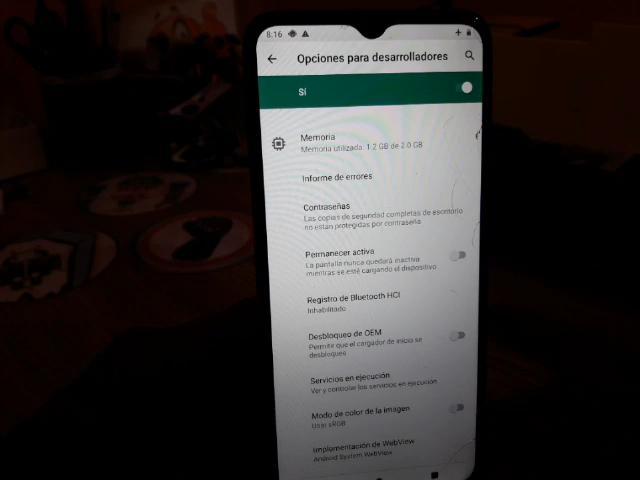 8:16
Opciones para desarrolladores
Sí
Memoria
Memoria utilizada: 1.2 GB de 2.0 GB
Informe de errores
Contraseñas
Las copias de seguridad completas de escritorio
no están protegidas por contraseña
Permanecer activa
La pantalla nunca quedará inactiva
mientras se esté cargando el dispositivo
Registro de Bluetooth HCI
Inhabilitado
Desbloqueo de OEM
Permitir que el cargador de inicio se
desbloquee
Servicios en ejecución
Ver y controlar los servicios en ejecución
Modo de color de la imagen
Usar sRGB
Implementación de WebView
Android System WebView